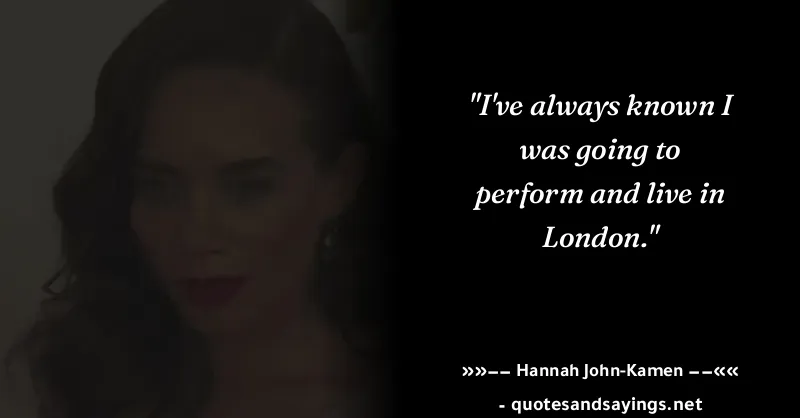 "I've always known I
was going to
perform and live in
London."
»»−− Hannah John-Kamen −−««
- quotesandsayings.net